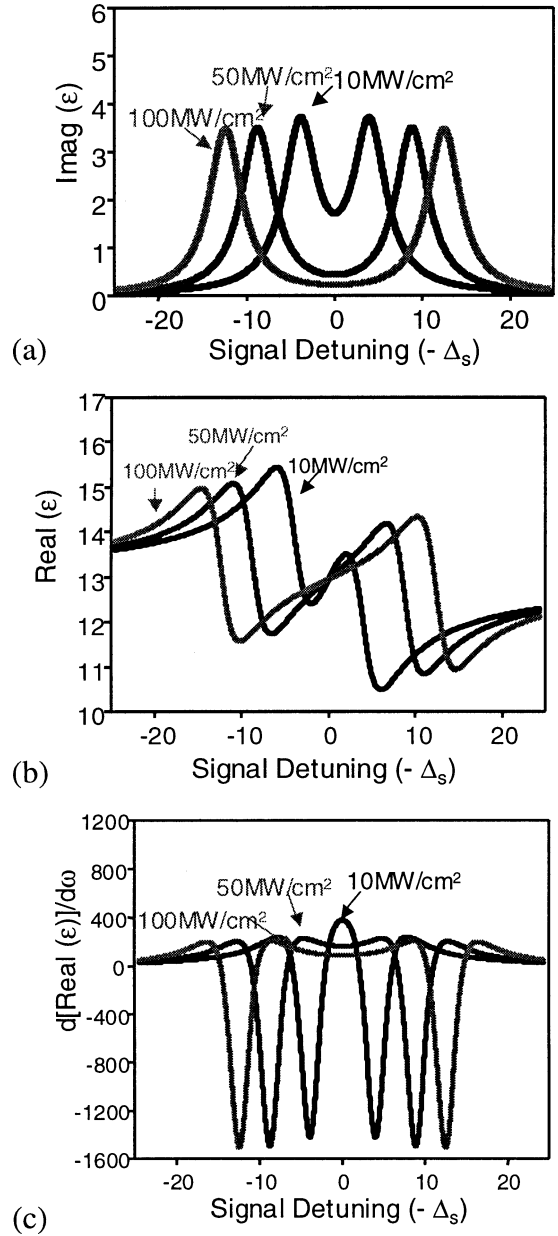 6
5
4
3
2
1
0
Imag (ε)
50MW/cm²
10MW/cm²
100MW/cm²
-20 -10 0 10 20
Signal Detuning (- Δs)
(a)
17
16
15
14
13
12
11
10
Real (ε)
50MW/cm²
100MW/cm²
10MW/cm²
-20 -10 0 10 20
Signal Detuning (- Δs)
(b)
1200
800
400
0
-400
-800
-1200
-1600
d[Real (ε)]/dω
10MW/cm²
50MW/cm²
100MW/cm²
-20 -10 0 10 20
Signal Detuning (- Δs)
(c)